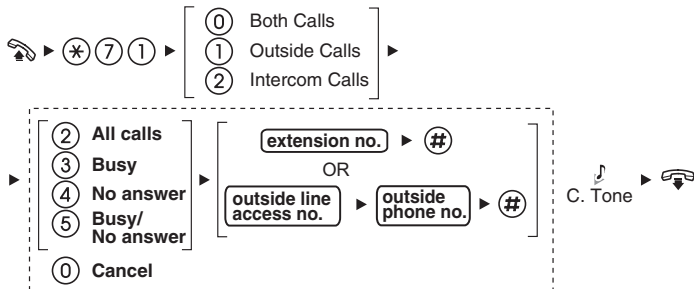 0 Both Calls
* 7 1 1 Outside Calls
2 Intercom Calls
2 All calls
3 Busy
4 No answer
5 Busy/
No answer
0 Cancel
extension no. #
OR
outside line
access no.
outside
phone no.
#
C. Tone